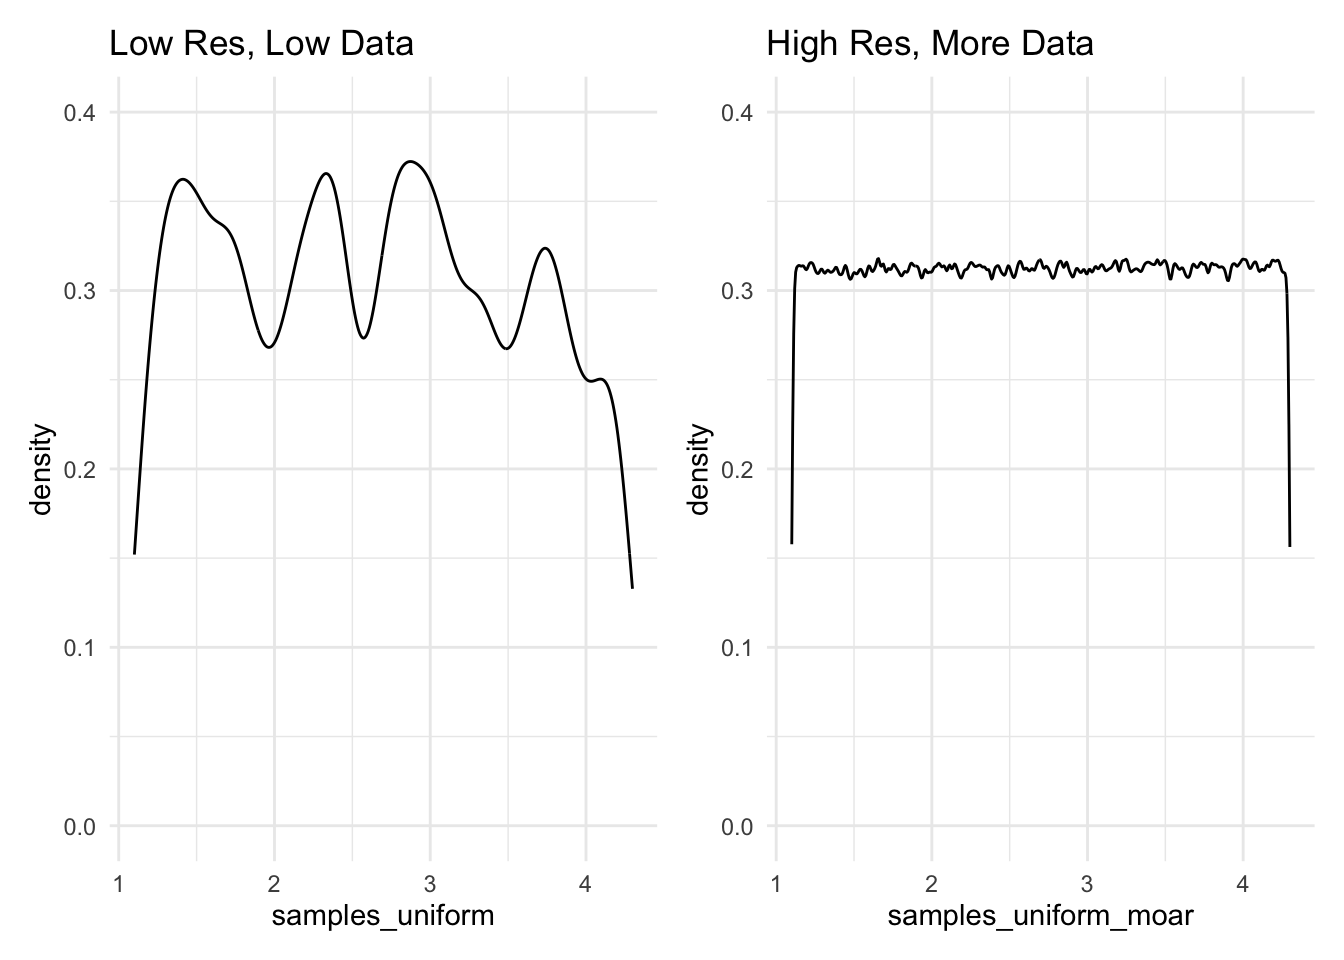 Low Res, Low Data
0.4
0.3
0.2
0.1
0.0
density
1 2 3 4
samples_uniform
High Res, More Data
0.4
0.3
0.2
0.1
0.0
density
1 2 3 4
samples_uniform_moar